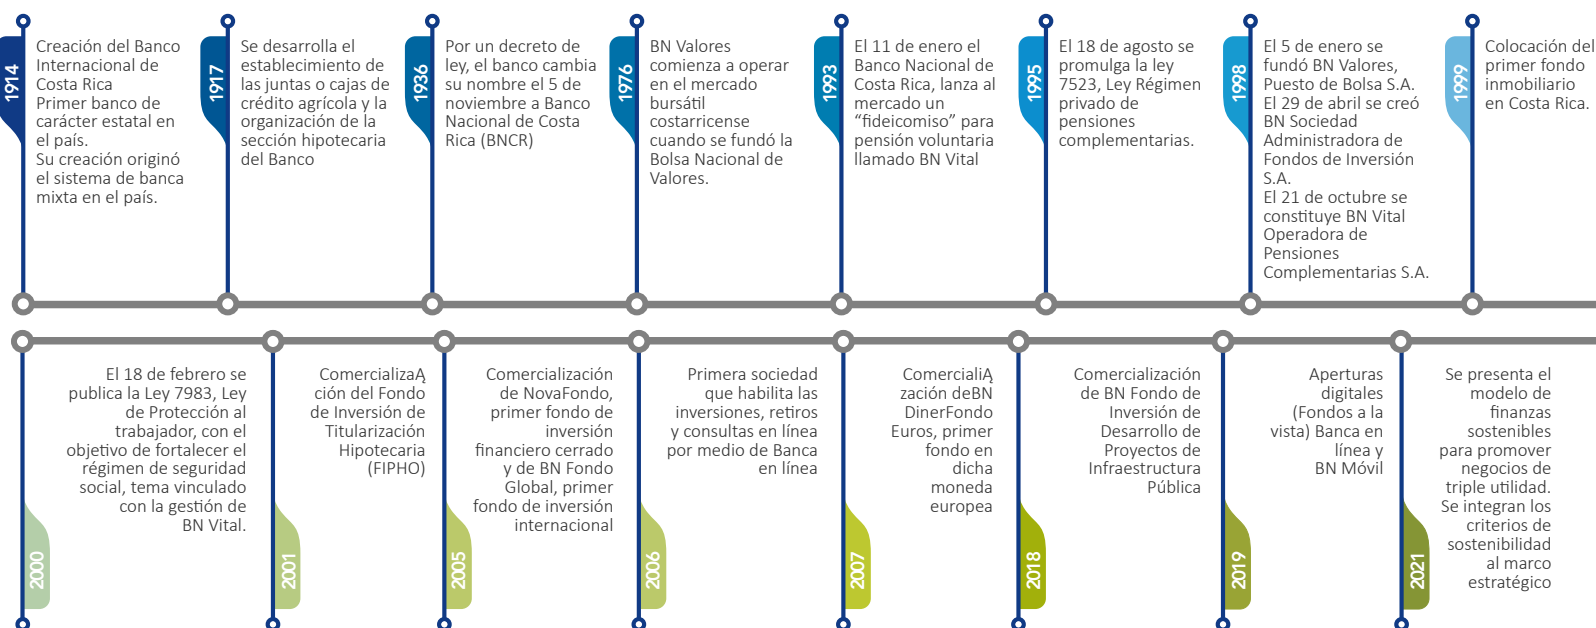 1914
Creación del Banco
Internacional de
Costa Rica
Primer banco de
carácter estatal en
el país.
Su creación originó
el sistema de banca
mixta en el país.
1917
Se desarrolla el
establecimiento de
las juntas o cajas de
crédito agrícola y la
organización de la
sección hipotecaria
del Banco
1936
Por un decreto de
ley, el banco cambia
su nombre el 5 de
noviembre a Banco
Nacional de Costa
Rica (BNCR)
1976
BN Valores
comienza a operar
en el mercado
bursátil
costarricense
cuando se fundó la
Bolsa Nacional de
Valores.
1993
El 11 de enero el
Banco Nacional de
Costa Rica, lanza al
mercado un
“fideicomiso” para
pensión voluntaria
llamado BN Vital
1995
El 18 de agosto se
promulga la ley
7523, Ley Régimen
privado de
pensiones
complementarias.
1998
El 5 de enero se
fundó BN Valores,
Puesto de Bolsa S.A.
El 29 de abril se creó
BN Sociedad
Administradora de
Fondos de Inversión
S.A.
El 21 de octubre se
constituye BN Vital
Operadora de
Pensiones
Complementarias S.A.
1999
Colocación del
primer fondo
inmobiliario
en Costa Rica.
2000
El 18 de febrero se
publica la Ley 7983, Ley
de Protección al
trabajador, con el
objetivo de fortalecer el
régimen de seguridad
social, tema vinculado
con la gestión de
BN Vital.
2001
ComercializaĄ
ción del Fondo
de Inversión de
Titularización
Hipotecaria
(FIPHO)
2005
Comercialización
de NovaFondo,
primer fondo de
inversión
financiero cerrado
y de BN Fondo
Global, primer
fondo de inversión
internacional
2006
Primera sociedad
que habilita las
inversiones, retiros
y consultas en línea
por medio de Banca
en línea
2007
ComercialiĄ
zación deBN
DinerFondo
Euros, primer
fondo en
dicha
moneda
europea
2018
Comercialización
de BN Fondo de
Inversión de
Desarrollo de
Proyectos de
Infraestructura
Pública
2019
Aperturas
digitales
(Fondos a la
vista) Banca en
línea y
BN Móvil
2021
Se presenta el
modelo de
finanzas
sostenibles
para promover
negocios de
triple utilidad.
Se integran los
criterios de
sostenibilidad
al marco
estratégico